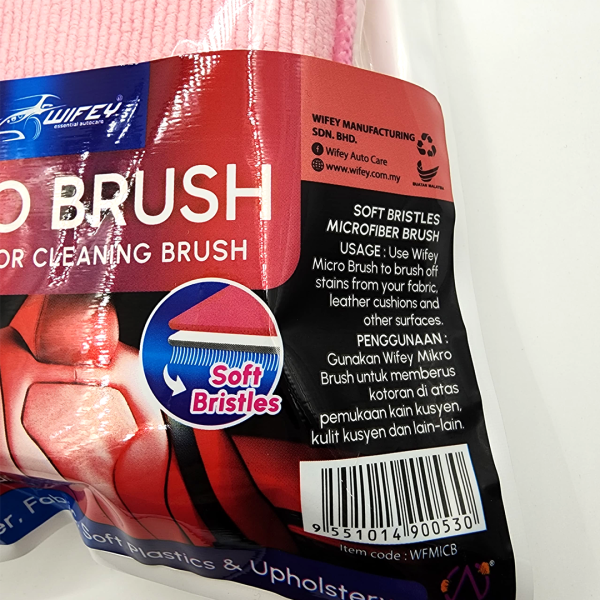 WIFEY
essential autocare
O BRUSH
OR CLEANING BRUSH
Soft
Bristles
er, Fab
Soft Plastics & Upholstery
WIFEY MANUFACTURING
SDN. BHD.
Wifey Auto Care
www.wifey.com.my
BUATAN MALAYSIA
SOFT BRISTLES
MICROFIBER BRUSH
USAGE : Use Wifey
Micro Brush to brush off
stains from your fabric,
leather cushions and
other surfaces.
PENGGUNAAN :
Gunakan Wifey Mikro
Brush untuk memberus
kotoran di atas
pemukaan kain kusyen,
kulit kusyen dan lain-lain.
9 551014 900530
Item code : WFMICB